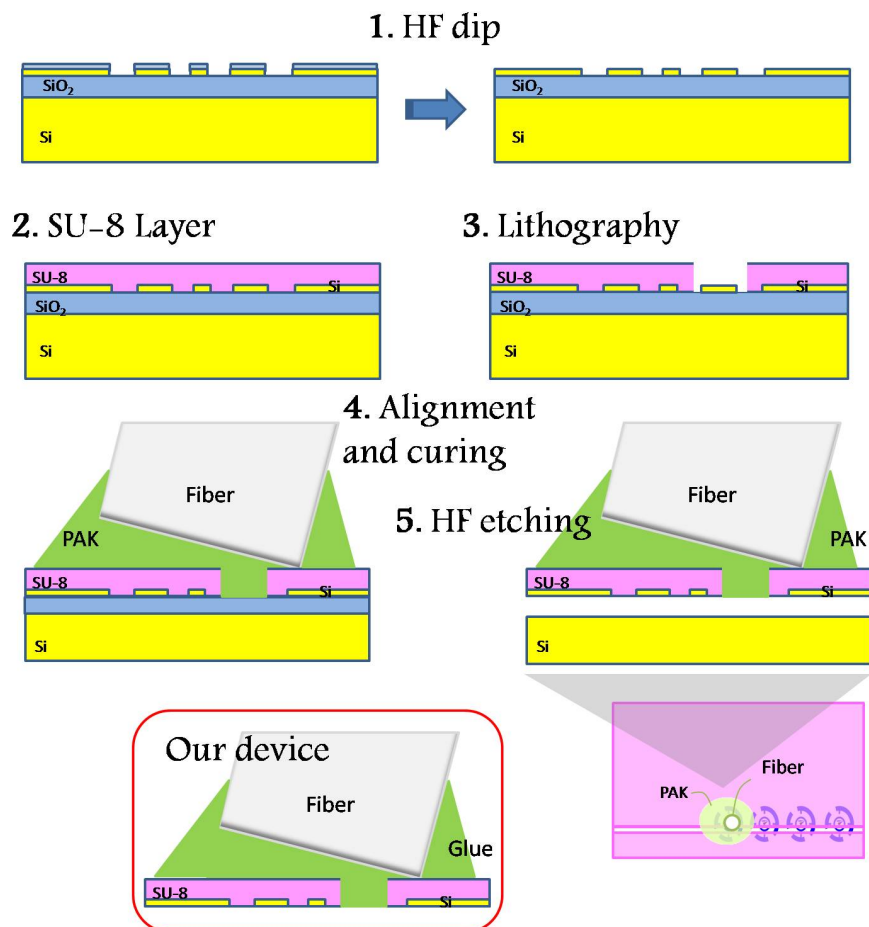 1. HF dip
SiO₂
Si
SiO₂
Si
2. SU-8 Layer
3. Lithography
SU-8
Si
SiO₂
Si
SU-8
Si
SiO₂
Si
4. Alignment
and curing
Fiber
PAK
SU-8
Si
Si
5. HF etching
Fiber
PAK
SU-8
Si
Si
Fiber
PAK
Our device
Fiber
Glue
SU-8
Si